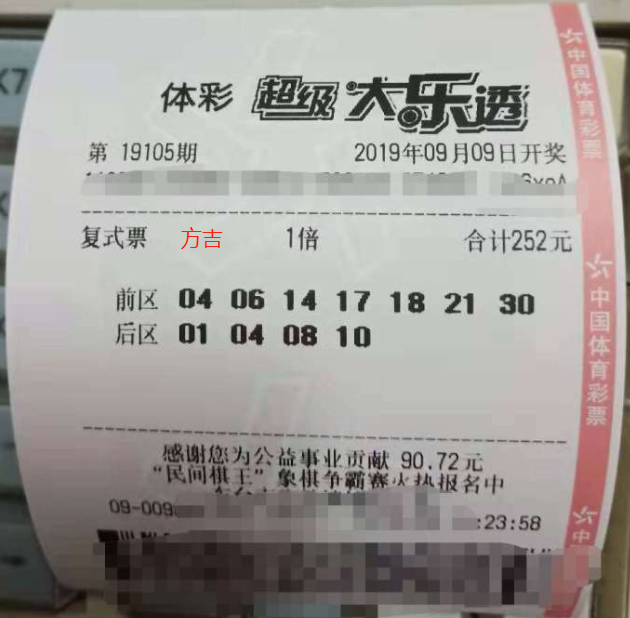 体彩 超级大乐透
第 19105期 2019年09月09日开奖
复式票 方吉 1倍 合计252元
前区 04 06 14 17 18 21 30
后区 01 04 08 10
感谢您为公益事业贡献 90.72元
“民间棋王”象棋争霸赛火热报名中
09-009 :23:58
中国体育彩票
中国体育彩票
中